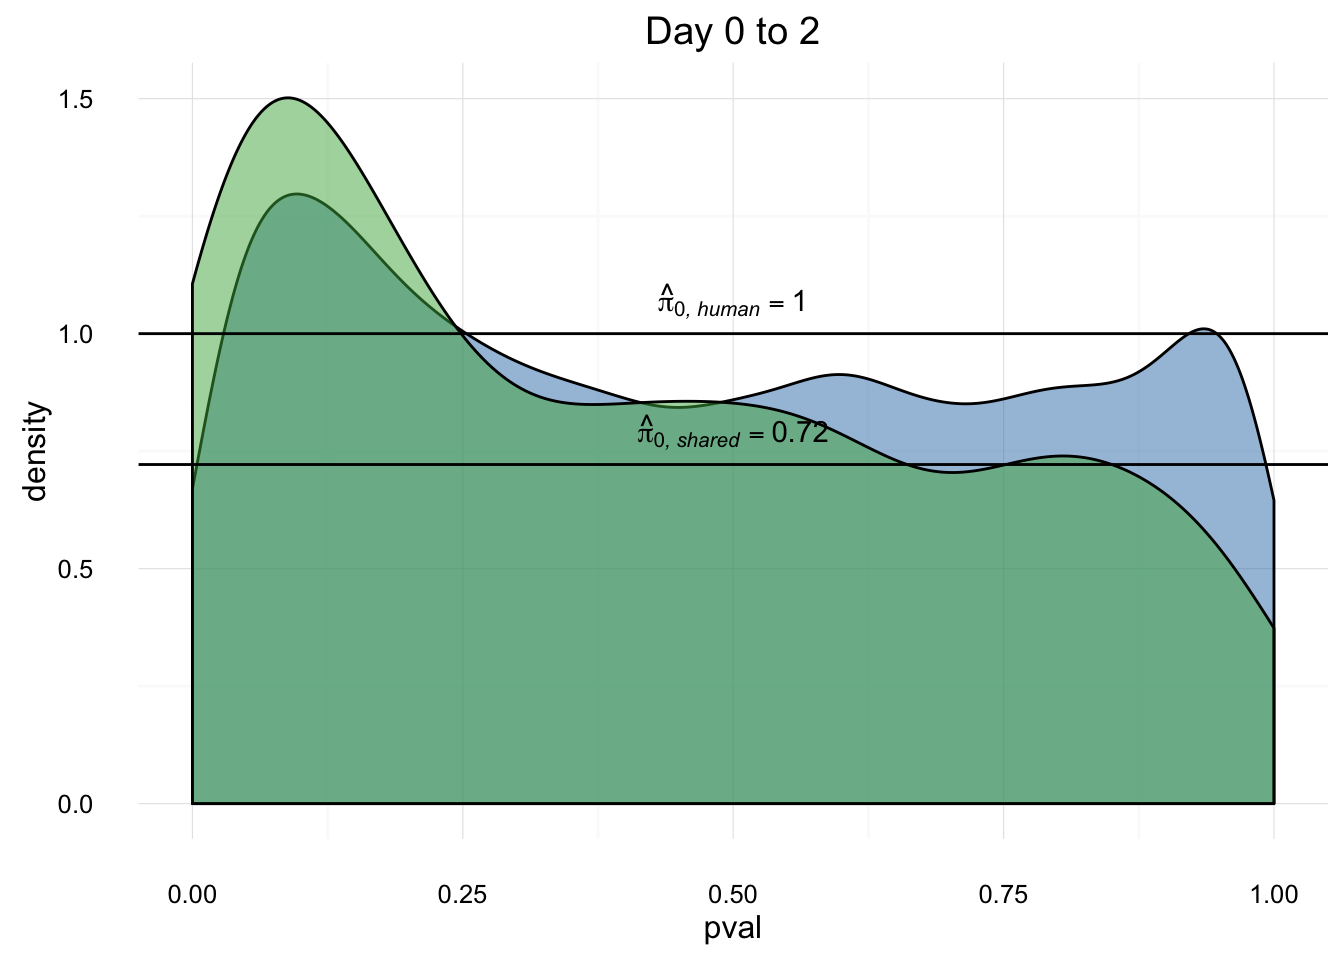 Day 0 to 2
1.5
1.0
0.5
0.0
density
π̂0, human = 1
π̂0, shared = 0.72
0.00 0.25 0.50 0.75 1.00
pval